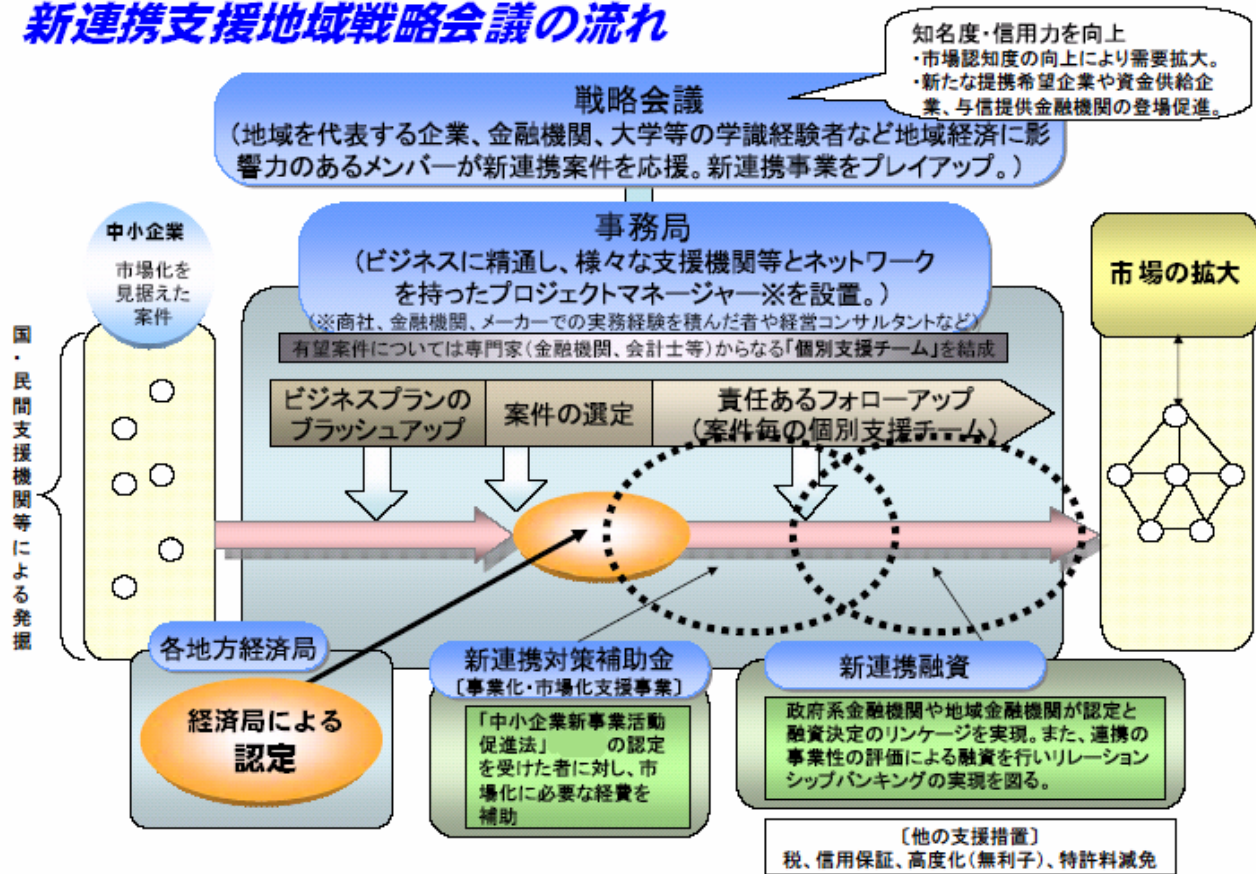 新連携支援地域戦略会議の流れ
知名度・信用力を向上
・市場認知度の向上により需要拡大。
・新たな提携希望企業や資金供給企
業、与信提供金融機関の登場促進。
戦略会議
(地域を代表する企業、金融機関、大学等の学識経験者など地域経済に影
響力のあるメンバーが新連携案件を応援。新連携事業をプレイアップ。)
中小企業
市場化を
見据えた
案件
事務局
(ビジネスに精通し、様々な支援機関等とネットワーク
を持ったプロジェクトマネージャー※を設置。)
(※商社、金融機関、メーカーでの実務経験を積んだ者や経営コンサルタントなど)
有望案件については専門家(金融機関、会計士等)からなる「個別支援チーム」を結成
市場の拡大
国・民間支援機関等による発掘
ビジネスプランの
ブラッシュアップ
案件の選定
責任あるフォローアップ
(案件毎の個別支援チーム)
各地方経済局
経済局による
認定
新連携対策補助金
〔事業化・市場化支援事業〕
「中小企業新事業活動
促進法」 の認定
を受けた者に対し、市
場化に必要な経費を
補助
新連携融資
政府系金融機関や地域金融機関が認定と
融資決定のリンケージを実現。また、連携の
事業性の評価による融資を行いリレーション
シップバンキングの実現を図る。
〔他の支援措置〕
税、信用保証、高度化(無利子)、特許料減免